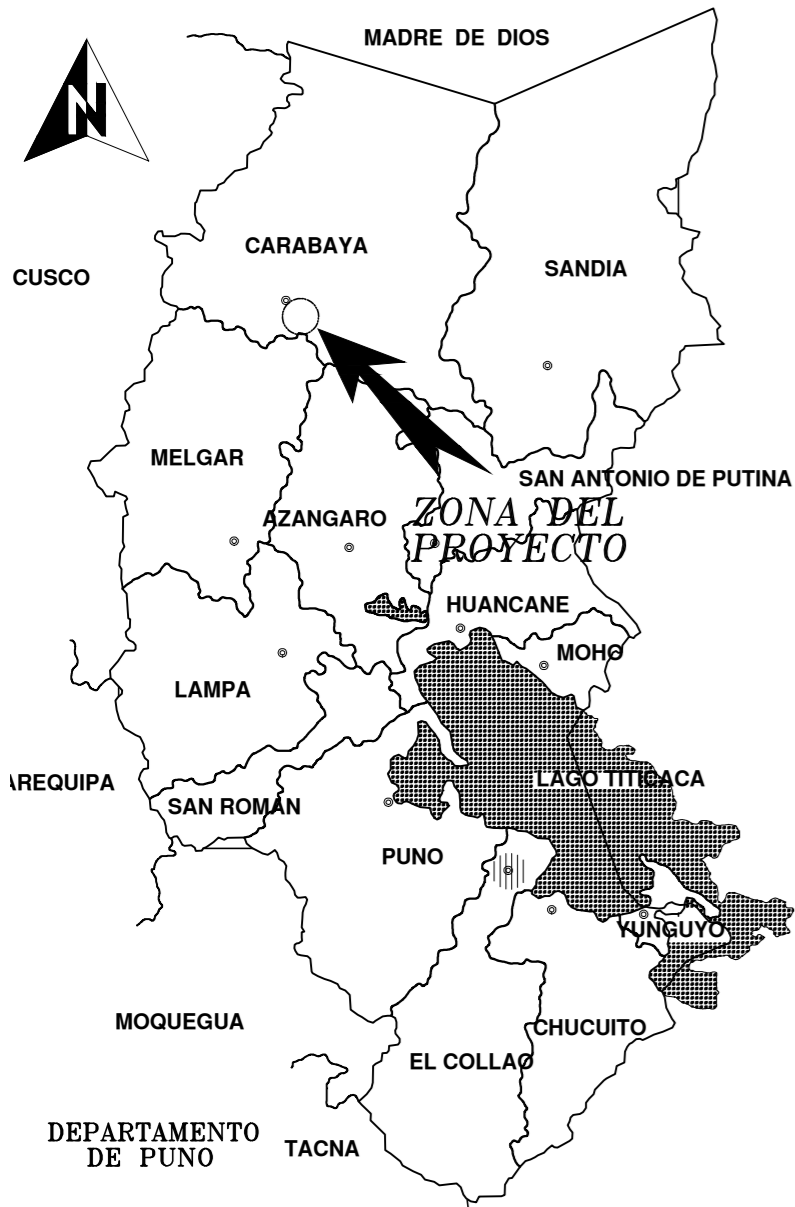 MADRE DE DIOS
N
CARABAYA
SANDIA
CUSCO
MELGAR
SAN ANTONIO DE PUTINA
AZANGARO
ZONA DEL
PROYECTO
HUANCANE
MOHO
LAMPA
AREQUIPA
LAGO TITICACA
SAN ROMAN
PUNO
YUNGUYO
MOQUEGUA
CHUCUITO
EL COLLAO
DEPARTAMENTO
DE PUNO
TACNA